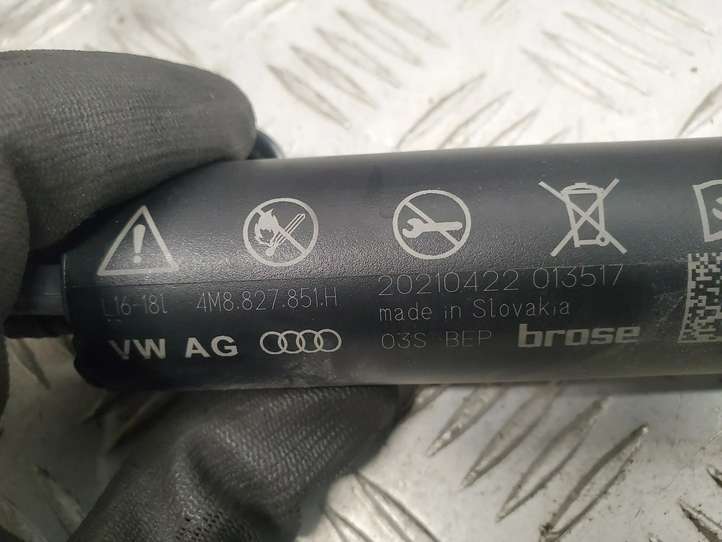 20210422 013517
L16-18l 4M8.827.851.H made in Slovakia
VW AG 03S BEP brose